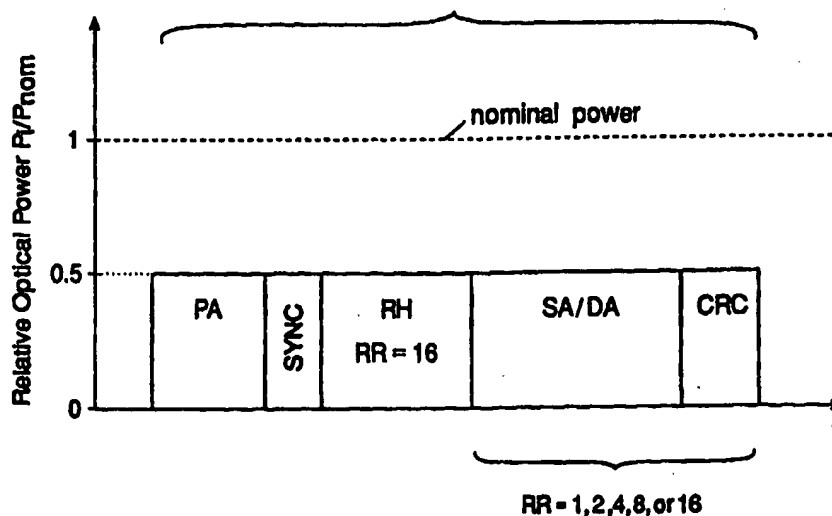 Relative Optical Power Pt/Pnom
nominal power
1
0.5
0
PA
SYNC
RH
RR = 16
SA/DA
CRC
RR = 1,2,4,8, or 16